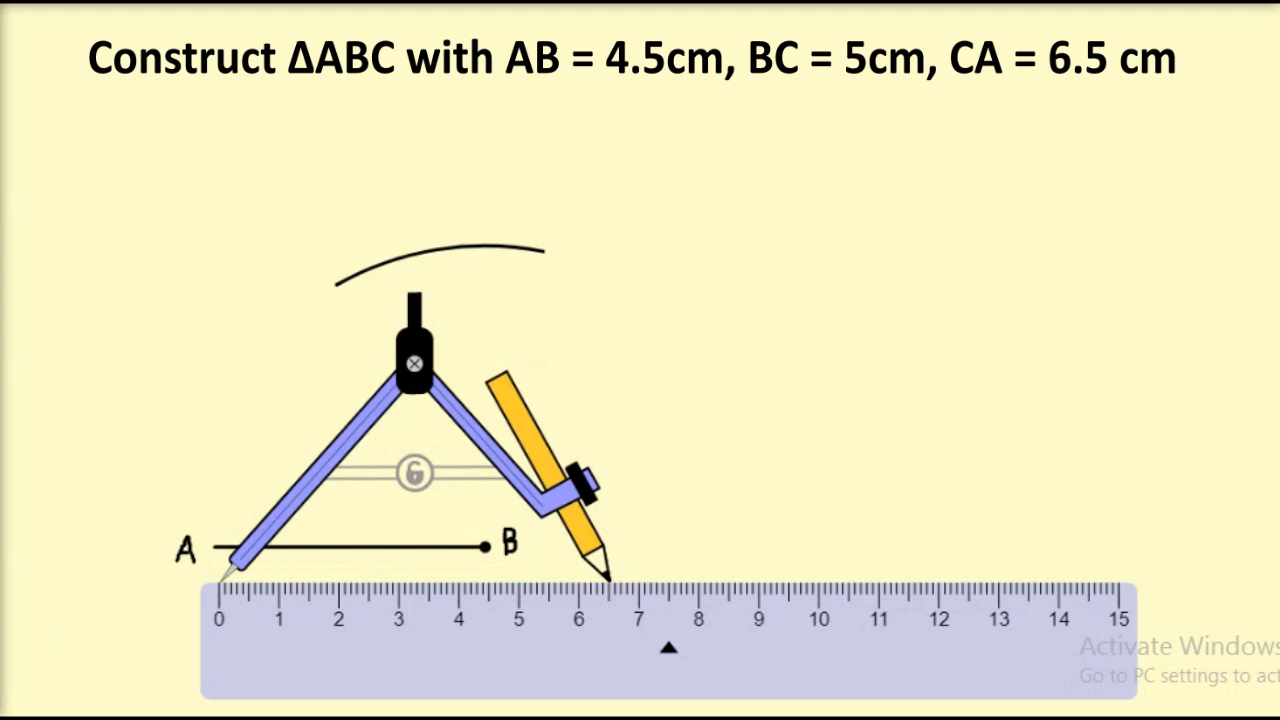 Construct ΔABC with AB = 4.5cm, BC = 5cm, CA = 6.5 cm
A B
0 1 2 3 4 5 6 7 8 9 10 11 12 13 14 15
Activate Windows
Go to PC settings to act